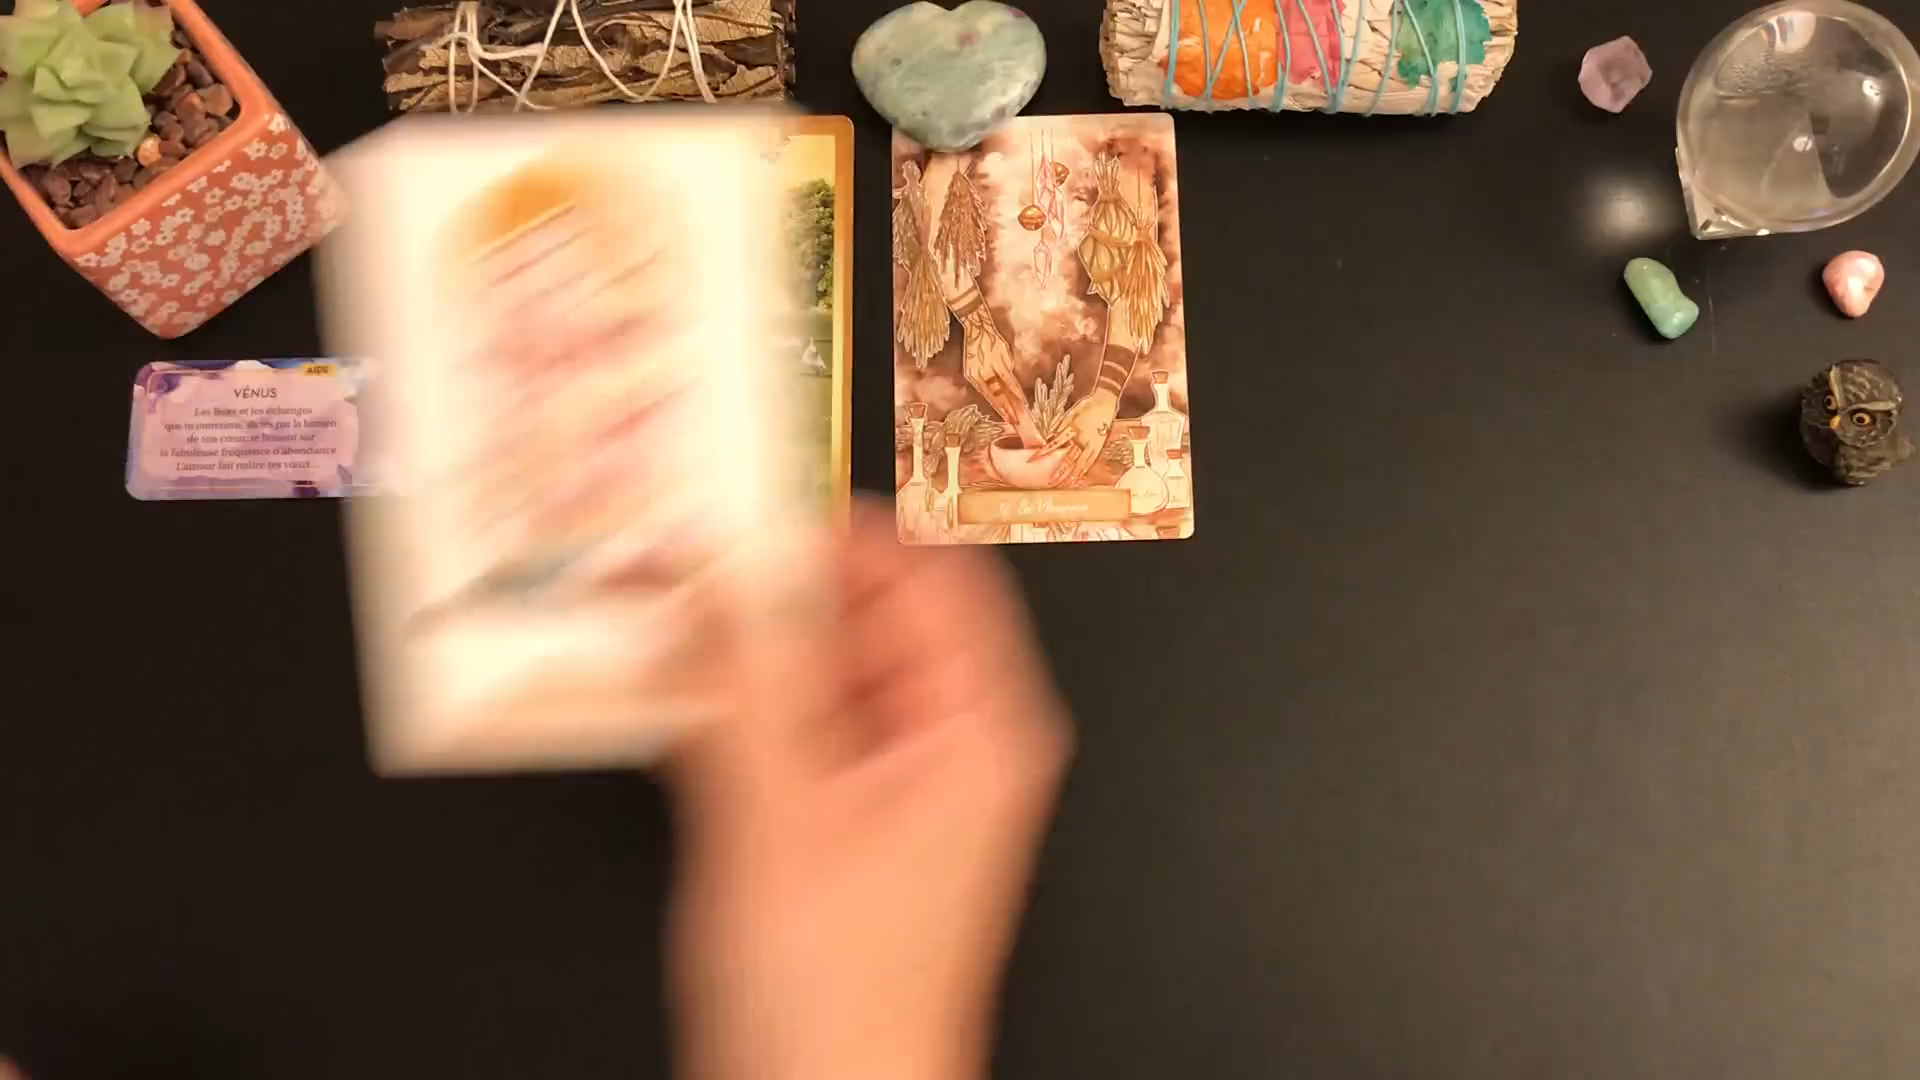 AIDE
VÉNUS
Les liens et les échanges
que tu entretiens, dictés par la lumière
de ton cœur, se hissent sur
la fabuleuse fréquence d'abondance
L'amour fait naître tes vœux...